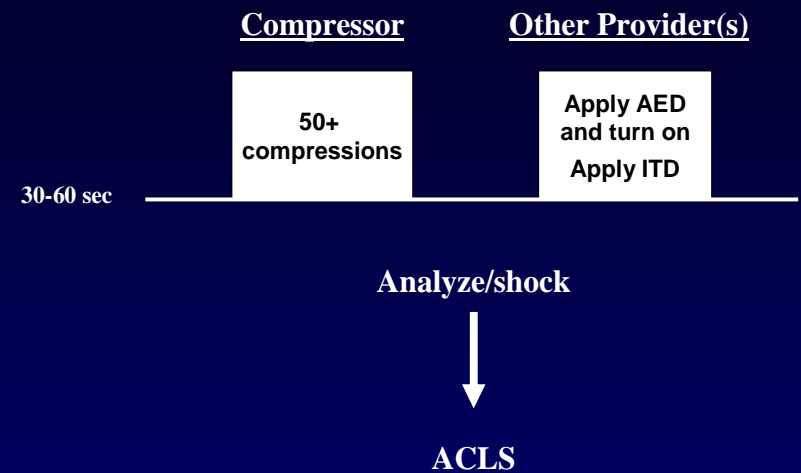 Compressor
Other Provider(s)
50+
compressions
Apply AED
and turn on
Apply ITD
30-60 sec
Analyze/shock
ACLS